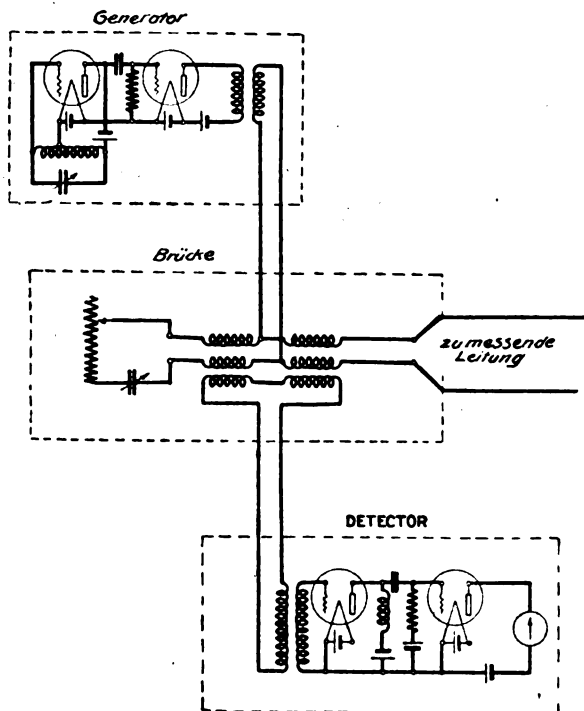 Generator
Brücke
zu messende
Leitung
DETECTOR